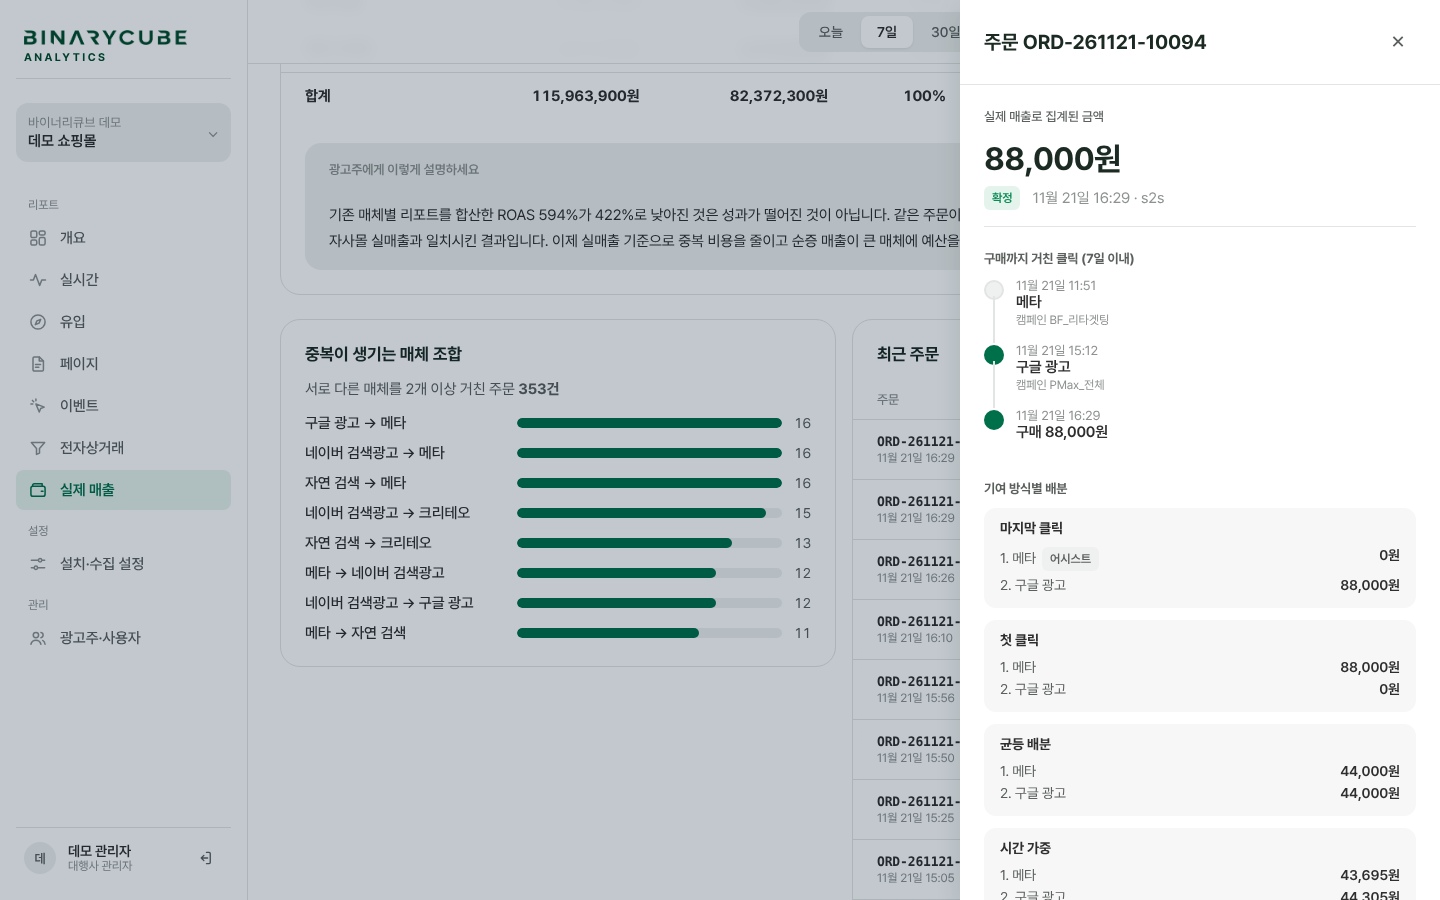 BINARYCUBE
ANALYTICS
바이너리큐브 데모
데모 쇼핑몰
리포트
개요
실시간
유입
페이지
이벤트
전자상거래
실제 매출
설정
설치·수집 설정
관리
광고주·사용자
데
데모 관리자
대행사 관리자
오늘
7일
30일
합계 115,963,900원 82,372,300원 100%
광고주에게 이렇게 설명하세요
기존 매체별 리포트를 합산한 ROAS 594%가 422%로 낮아진 것은 성과가 떨어진 것이 아닙니다. 같은 주문이
자사몰 실매출과 일치시킨 결과입니다. 이제 실매출 기준으로 중복 비용을 줄이고 순증 매출이 큰 매체에 예산을
중복이 생기는 매체 조합
서로 다른 매체를 2개 이상 거친 주문 353건
구글 광고 → 메타 16
네이버 검색광고 → 메타 16
자연 검색 → 메타 16
네이버 검색광고 → 크리테오 15
자연 검색 → 크리테오 13
메타 → 네이버 검색광고 12
네이버 검색광고 → 구글 광고 12
메타 → 자연 검색 11
최근 주문
주문
ORD-261121-
11월 21일 16:29
ORD-261121-
11월 21일 16:29
ORD-261121-
11월 21일 16:26
ORD-261121-
11월 21일 16:10
ORD-261121-
11월 21일 15:56
ORD-261121-
11월 21일 15:50
ORD-261121-
11월 21일 15:25
ORD-261121-
11월 21일 15:05
주문 ORD-261121-10094
실제 매출로 집계된 금액
88,000원
확정 11월 21일 16:29 · s2s
구매까지 거친 클릭 (7일 이내)
11월 21일 11:51
메타
캠페인 BF_리타겟팅
11월 21일 15:12
구글 광고
캠페인 PMax_전체
11월 21일 16:29
구매 88,000원
기여 방식별 배분
마지막 클릭
1. 메타 어시스트 0원
2. 구글 광고 88,000원
첫 클릭
1. 메타 88,000원
2. 구글 광고 0원
균등 배분
1. 메타 44,000원
2. 구글 광고 44,000원
시간 가중
1. 메타 43,695원
2. 구글 광고 44,305원